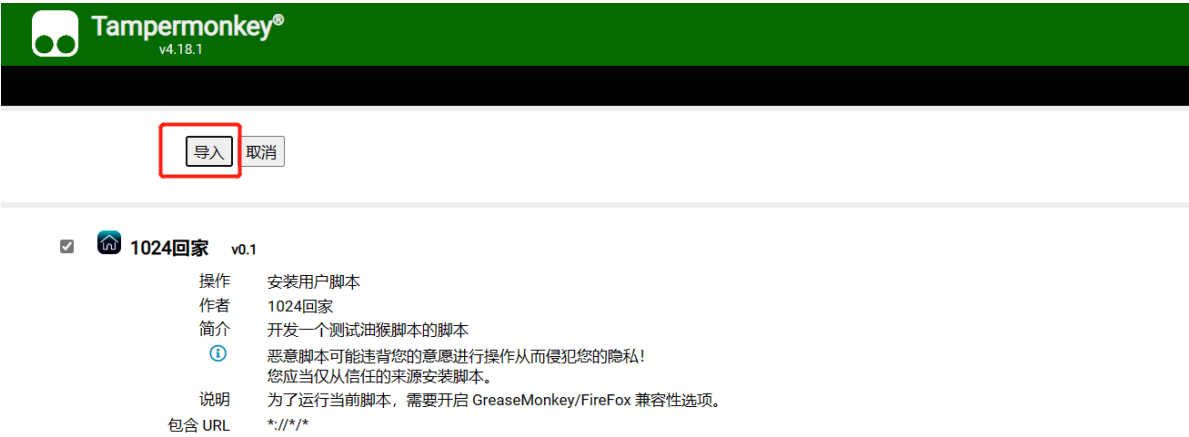 Tampermonkey®
v4.18.1
导入 取消
1024回家 v0.1
操作 安装用户脚本
作者 1024回家
简介 开发一个测试油猴脚本的脚本
恶意脚本可能违背您的意愿进行操作从而侵犯您的隐私！
您应当仅从信任的来源安装脚本。
说明 为了运行当前脚本，需要开启 GreaseMonkey/FireFox 兼容性选项。
包含 URL *://*/*